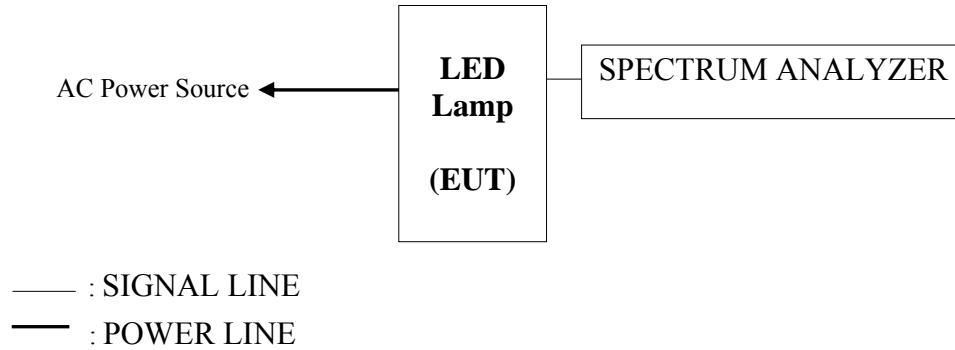 AC Power Source
LED
Lamp
(EUT)
SPECTRUM ANALYZER
: SIGNAL LINE
: POWER LINE